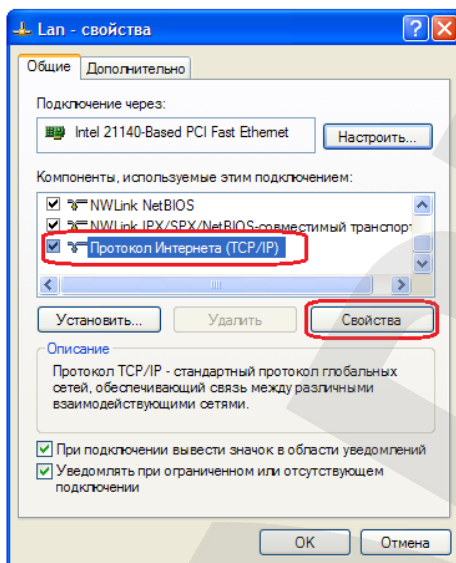 Lan - свойства
Общие
Дополнительно
Подключение через:
Intel 21140-Based PCI Fast Ethernet
Настроить...
Компоненты, используемые этим подключением:
NWLink NetBIOS
NWLink IPX/SPX/NetBIOS-совместимый транспорт
Протокол Интернета (TCP/IP)
Установить...
Удалить
Свойства
Описание
Протокол TCP/IP - стандартный протокол глобальных
сетей, обеспечивающий связь между различными
взаимодействующими сетями.
При подключении вывести значок в области уведомлений
Уведомлять при ограниченном или отсутствующем
подключении
OK
Отмена